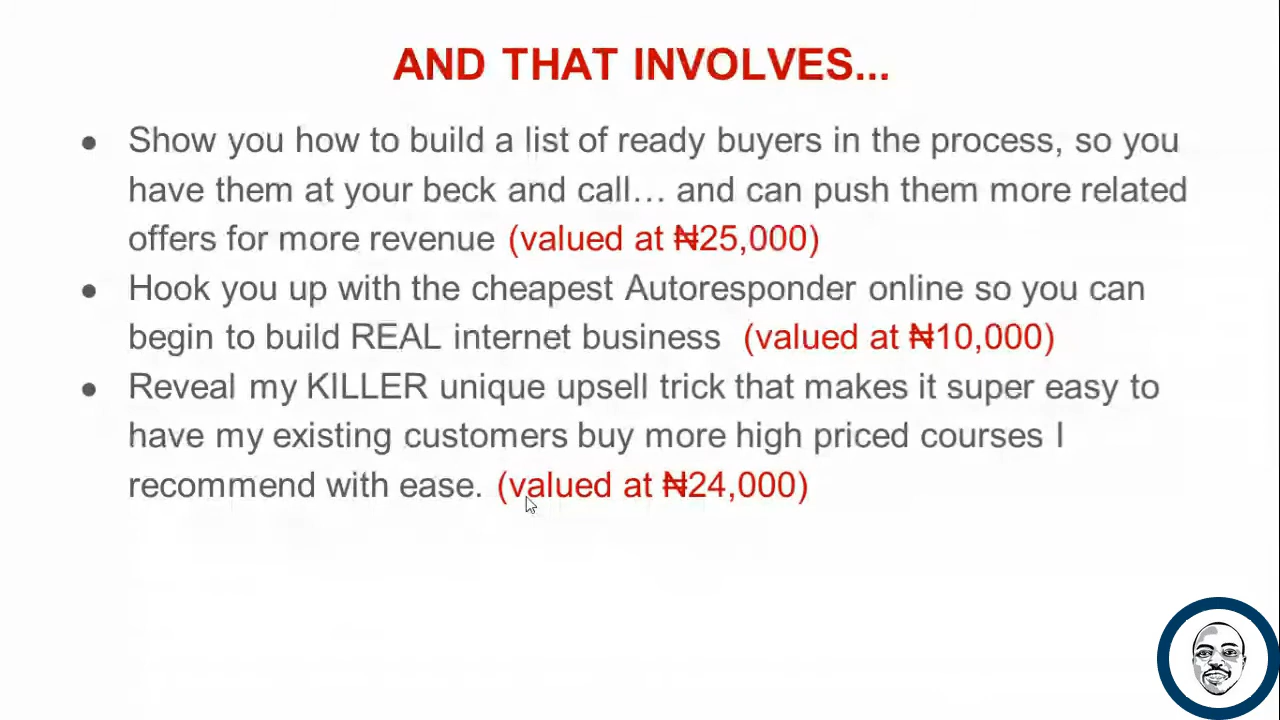 AND THAT INVOLVES...
● Show you how to build a list of ready buyers in the process, so you
have them at your beck and call… and can push them more related
offers for more revenue (valued at ₦25,000)
● Hook you up with the cheapest Autoresponder online so you can
begin to build REAL internet business (valued at ₦10,000)
● Reveal my KILLER unique upsell trick that makes it super easy to
have my existing customers buy more high priced courses I
recommend with ease. (valued at ₦24,000)